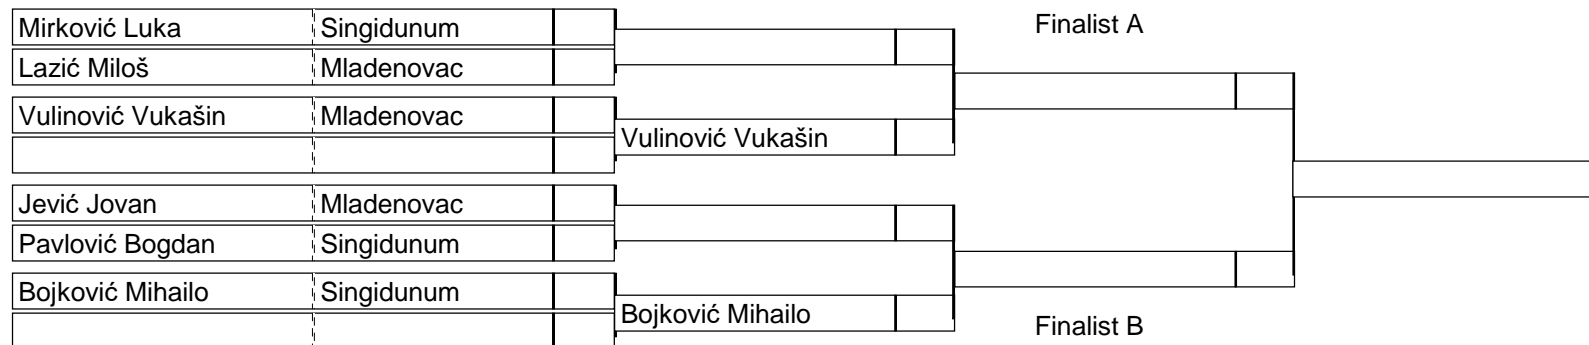 Mirković Luka Singidunum
Lazić Miloš Mladenovac
Vulinović Vukašin Mladenovac
Jević Jovan Mladenovac
Pavlović Bogdan Singidunum
Bojković Mihailo Singidunum
Vulinović Vukašin
Bojković Mihailo
Finalist A
Finalist B